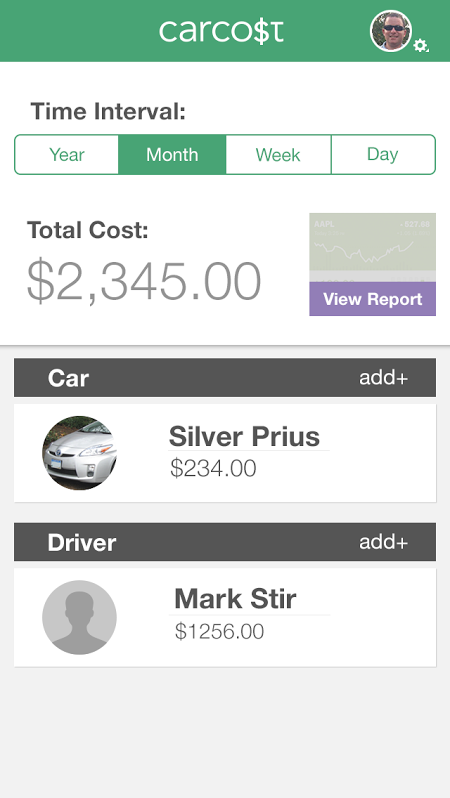 carco$t
Time Interval:
Year Month Week Day
Total Cost:
$2,345.00
AAPL
View Report
Car add+
Silver Prius
$234.00
Driver add+
Mark Stir
$1256.00